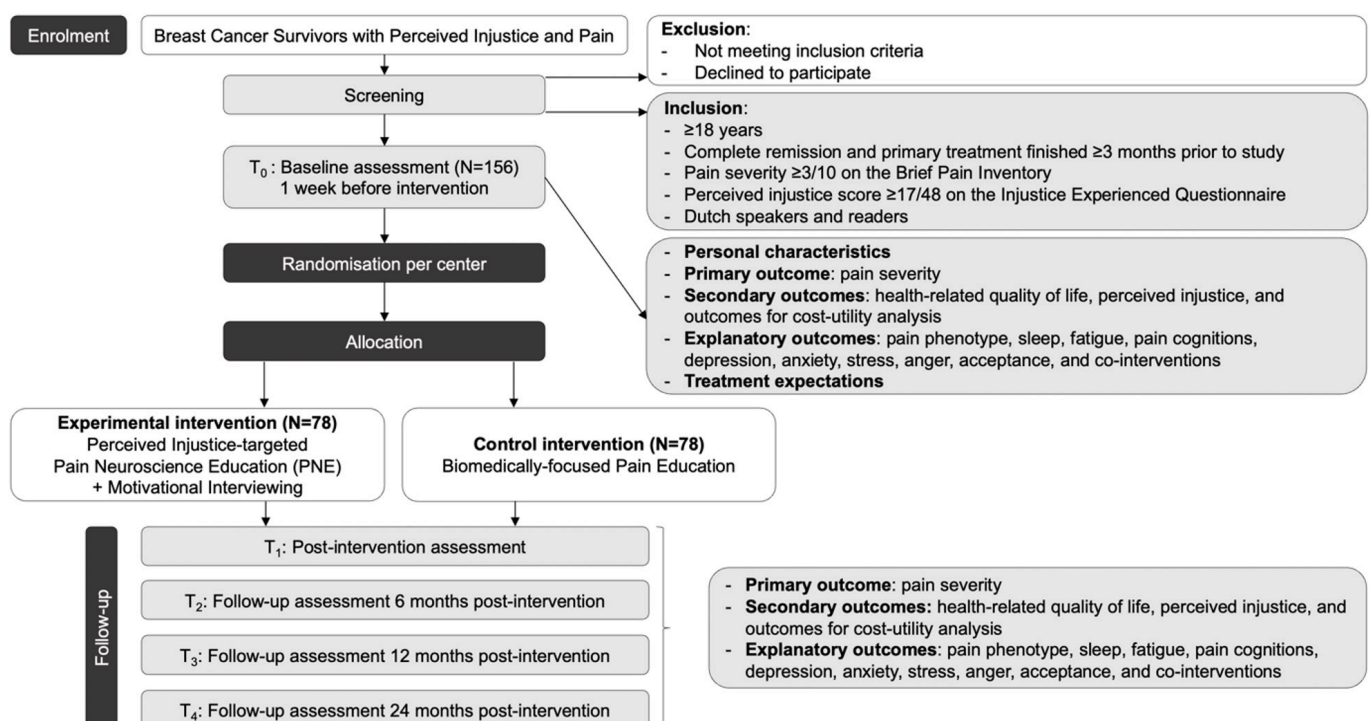 Enrolment
Breast Cancer Survivors with Perceived Injustice and Pain
Exclusion:
- Not meeting inclusion criteria
- Declined to participate
Screening
Inclusion:
- ≥18 years
- Complete remission and primary treatment finished ≥3 months prior to study
- Pain severity ≥3/10 on the Brief Pain Inventory
- Perceived injustice score ≥17/48 on the Injustice Experienced Questionnaire
- Dutch speakers and readers
T0 : Baseline assessment (N=156)
1 week before intervention
- Personal characteristics
- Primary outcome: pain severity
- Secondary outcomes: health-related quality of life, perceived injustice, and
outcomes for cost-utility analysis
- Explanatory outcomes: pain phenotype, sleep, fatigue, pain cognitions,
depression, anxiety, stress, anger, acceptance, and co-interventions
- Treatment expectations
Randomisation per center
Allocation
Experimental intervention (N=78)
Perceived Injustice-targeted
Pain Neuroscience Education (PNE)
+ Motivational Interviewing
Control intervention (N=78)
Biomedically-focused Pain Education
Follow-up
T1: Post-intervention assessment
T2: Follow-up assessment 6 months post-intervention
T3: Follow-up assessment 12 months post-intervention
T4: Follow-up assessment 24 months post-intervention
- Primary outcome: pain severity
- Secondary outcomes: health-related quality of life, perceived injustice, and
outcomes for cost-utility analysis
- Explanatory outcomes: pain phenotype, sleep, fatigue, pain cognitions,
depression, anxiety, stress, anger, acceptance, and co-interventions